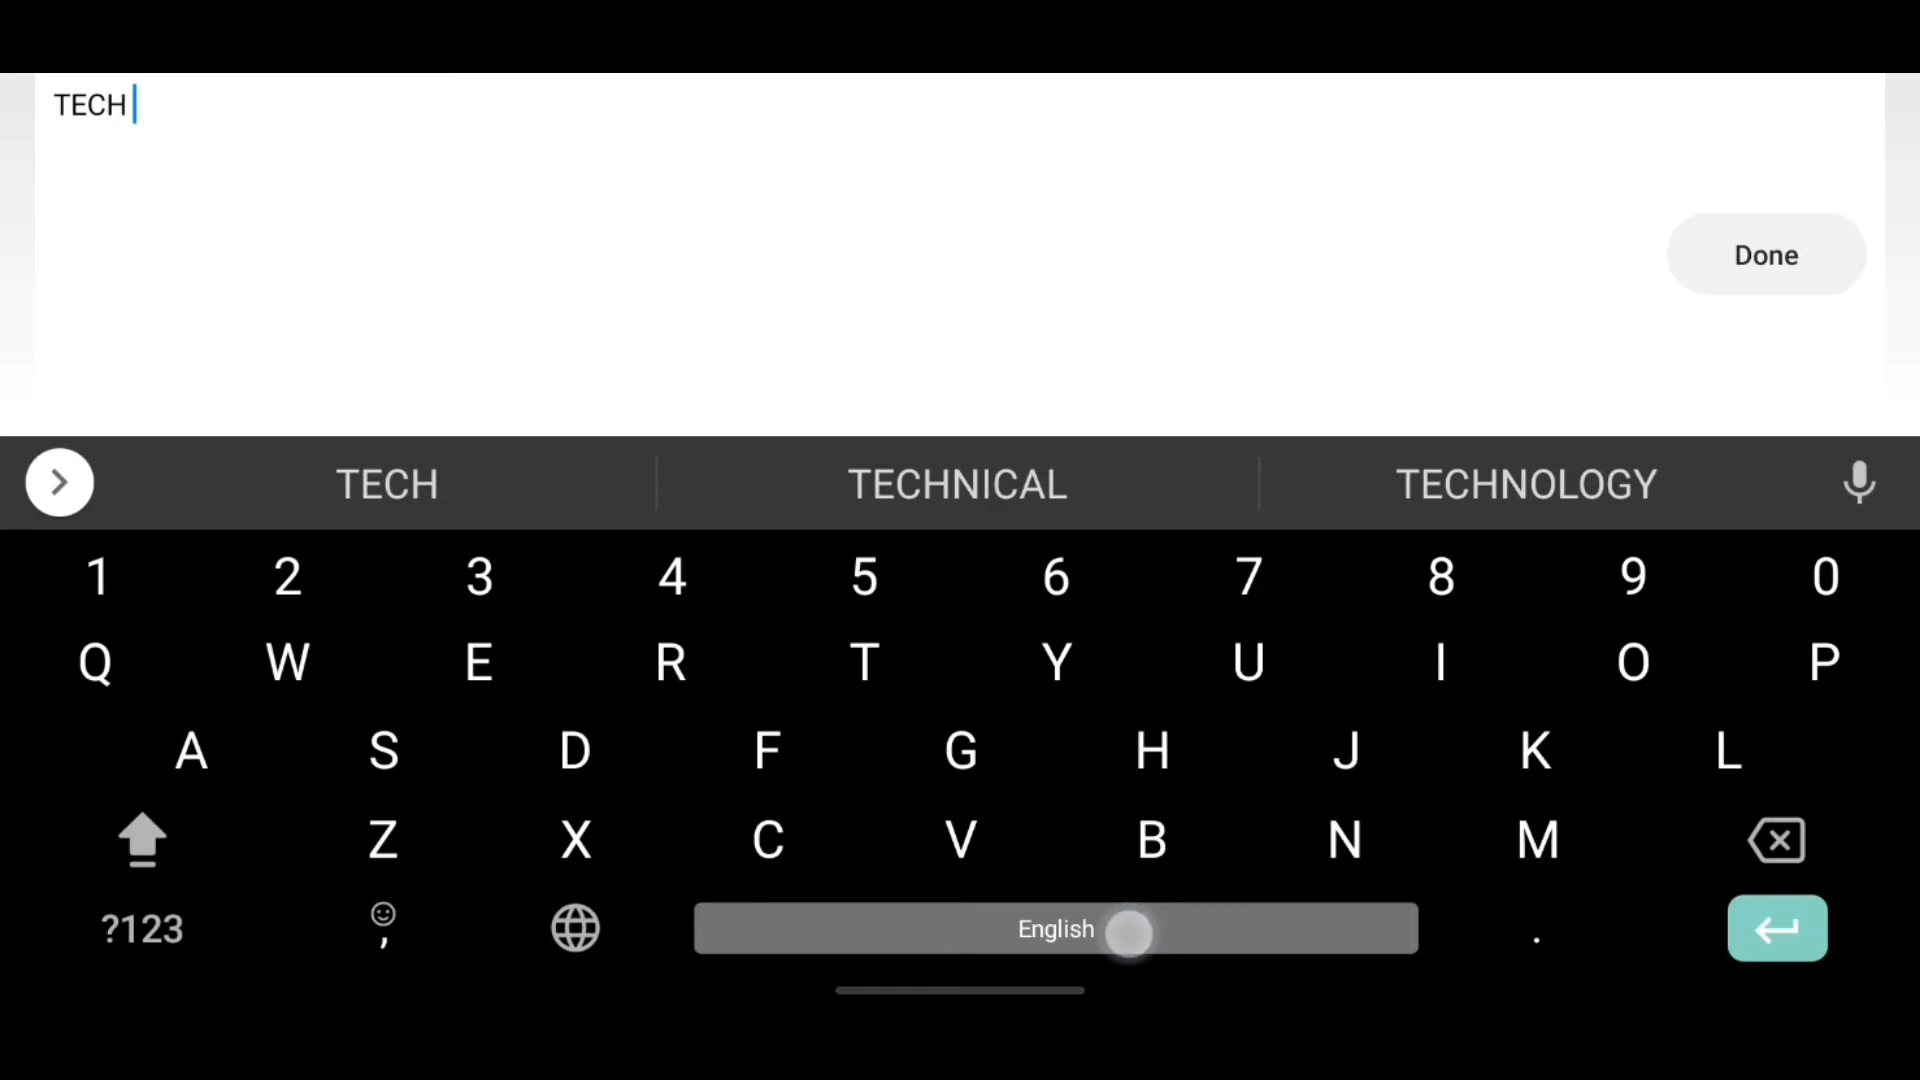 TECH
Done
TECH TECHNICAL TECHNOLOGY
1 2 3 4 5 6 7 8 9 0
Q W E R T Y U I O P
A S D F G H J K L
Z X C V B N M
?123 , English .